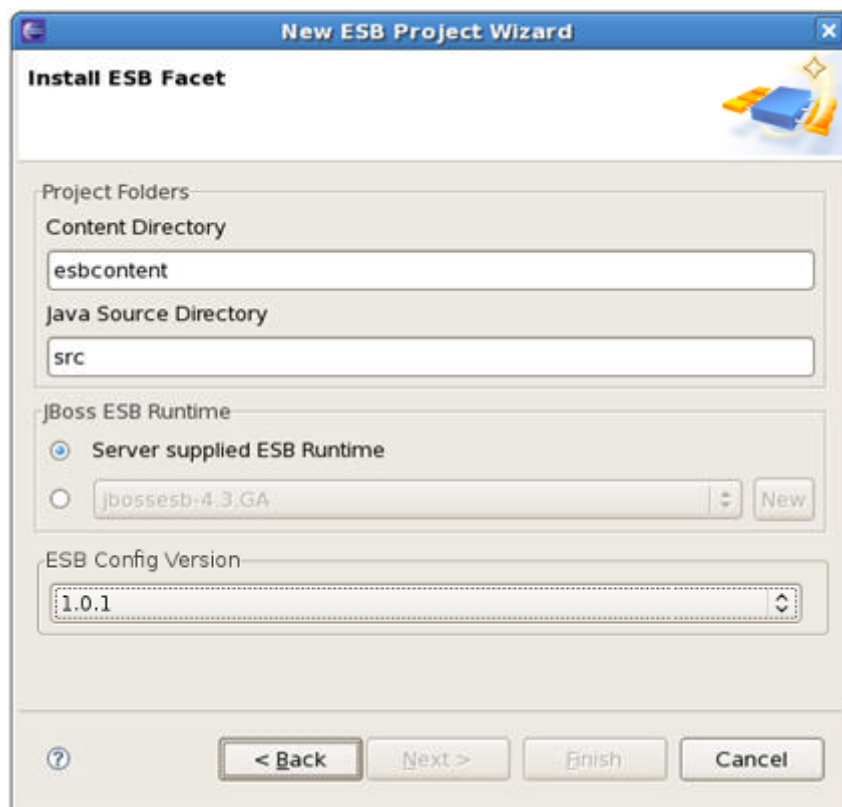 New ESB Project Wizard
Install ESB Facet
Project Folders
Content Directory
esbcontent
Java Source Directory
src
JBoss ESB Runtime
Server supplied ESB Runtime
jbossesb-4.3.GA
New
ESB Config Version
1.0.1
< Back Next > Finish Cancel